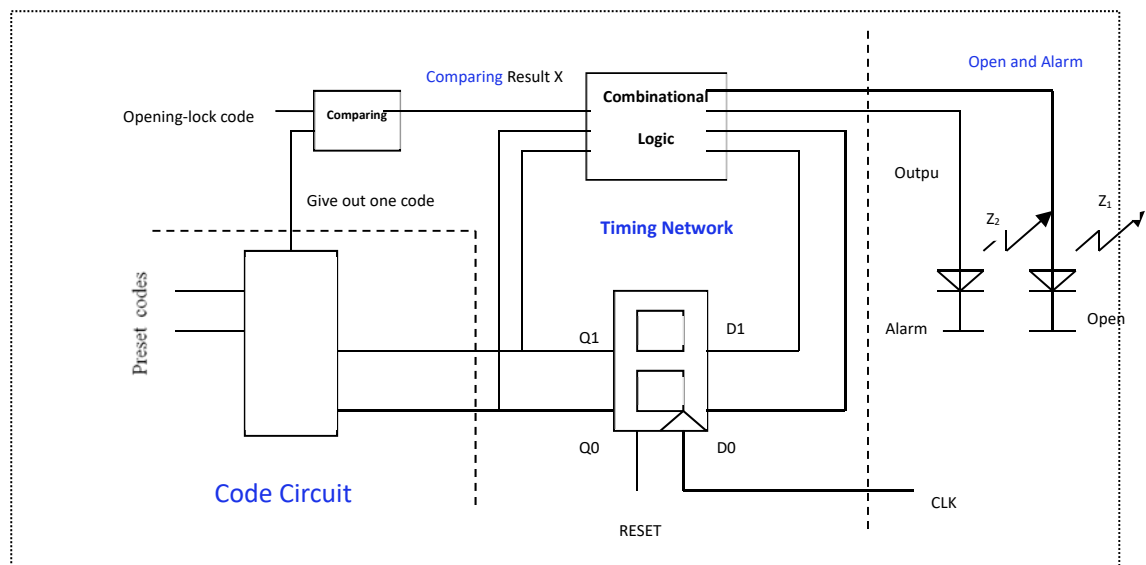 Open and Alarm
Comparing Result X
Combinational
Opening-lock code
Comparing
Logic
Outpu
Give out one code
Timing Network
Z2
Z1
Preset codes
Q1
D1
Alarm
Open
Q0
D0
Code Circuit
CLK
RESET